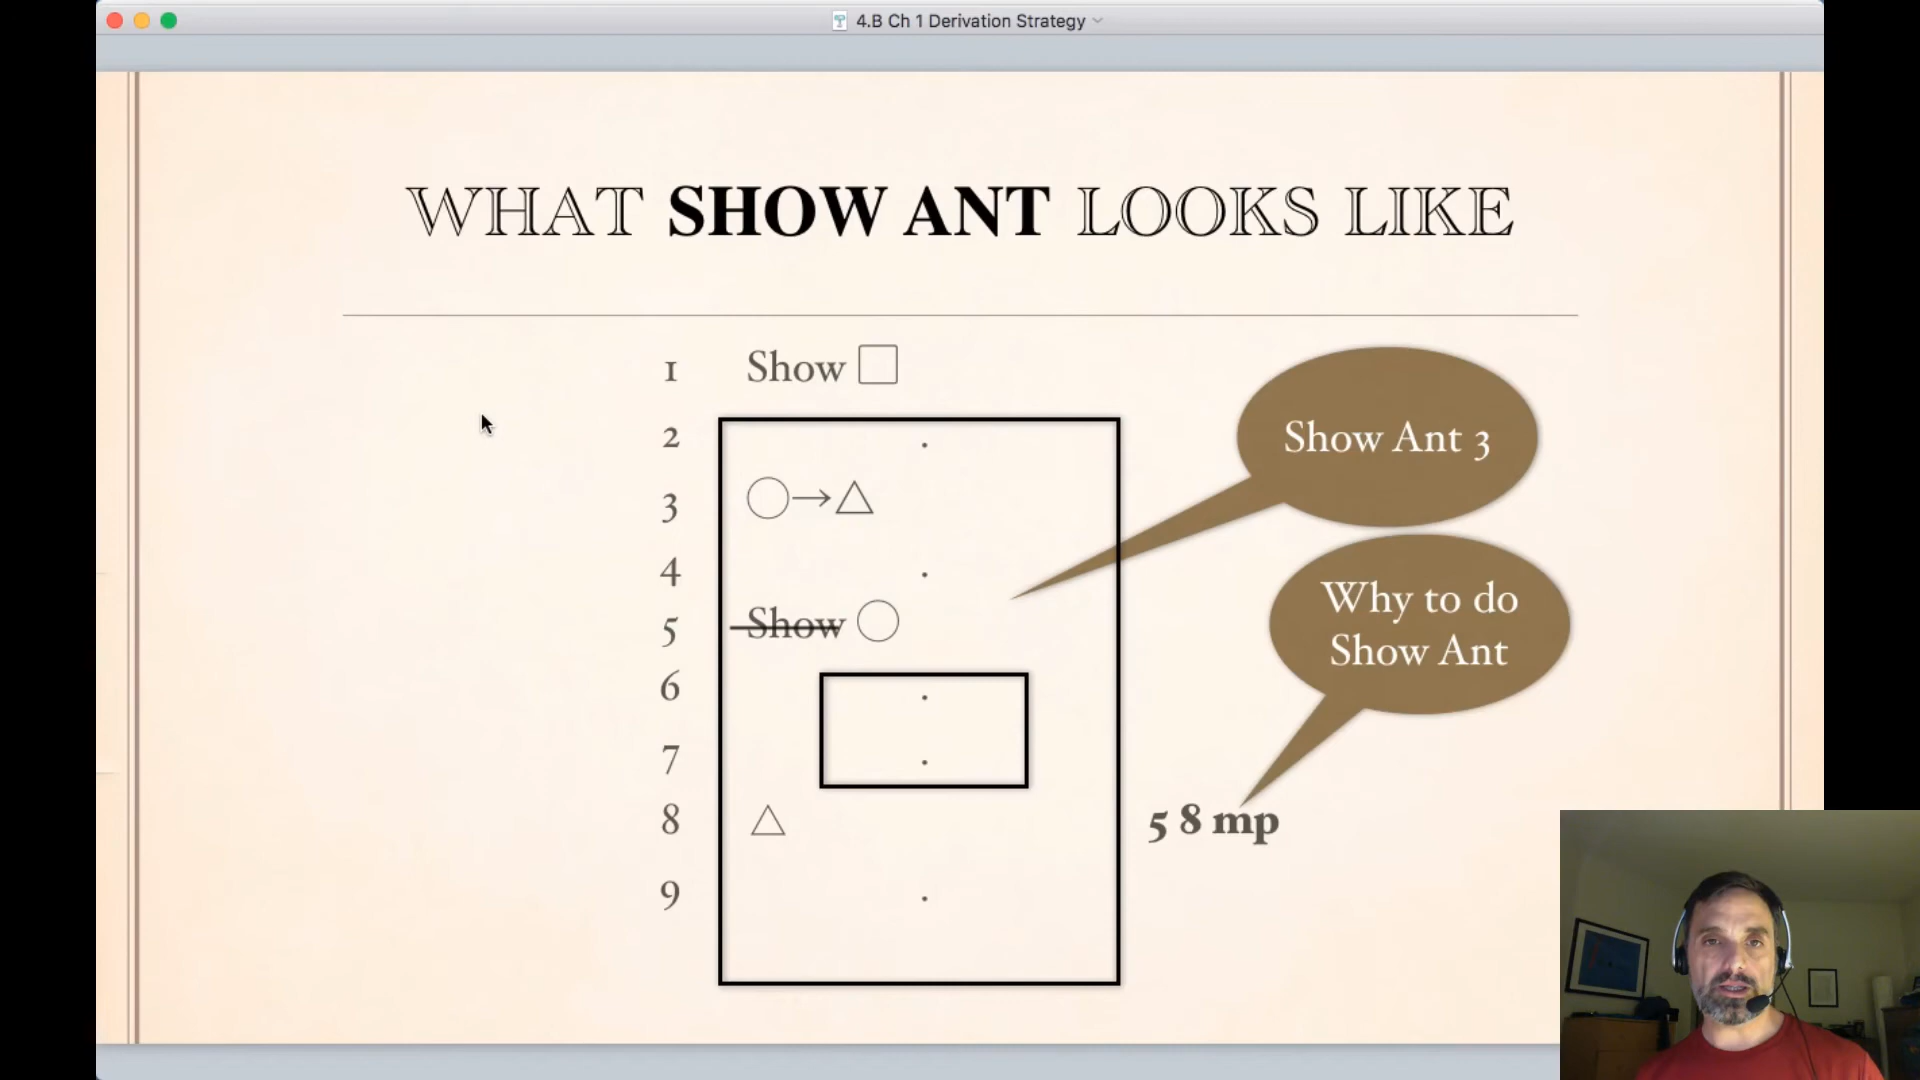 4.B Ch 1 Derivation Strategy
WHAT SHOW ANT LOOKS LIKE
1 Show
2
3
4
5 Show
6
7
8 5 8 mp
9
Show Ant 3
Why to do
Show Ant